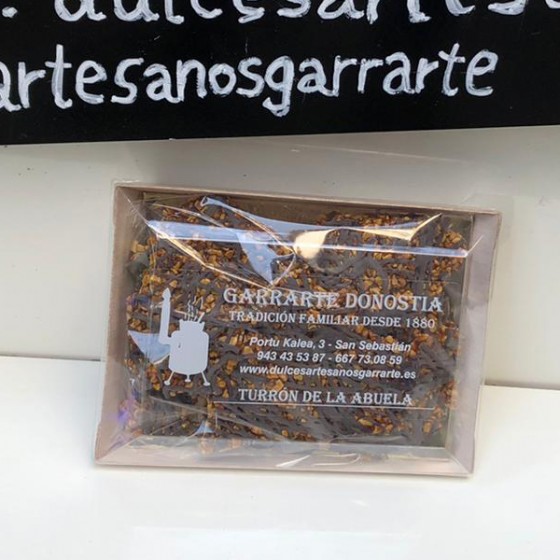 dulcesartes
artesanosgarrarte
GARRARTE DONOSTIA
TRADICIÓN FAMILIAR DESDE 1880
Portu Kalea, 3 - San Sebastián
943 43 53 87 - 667 73.08 59
www.dulcesartesanosgarrarte.es
TURRÓN DE LA ABUELA